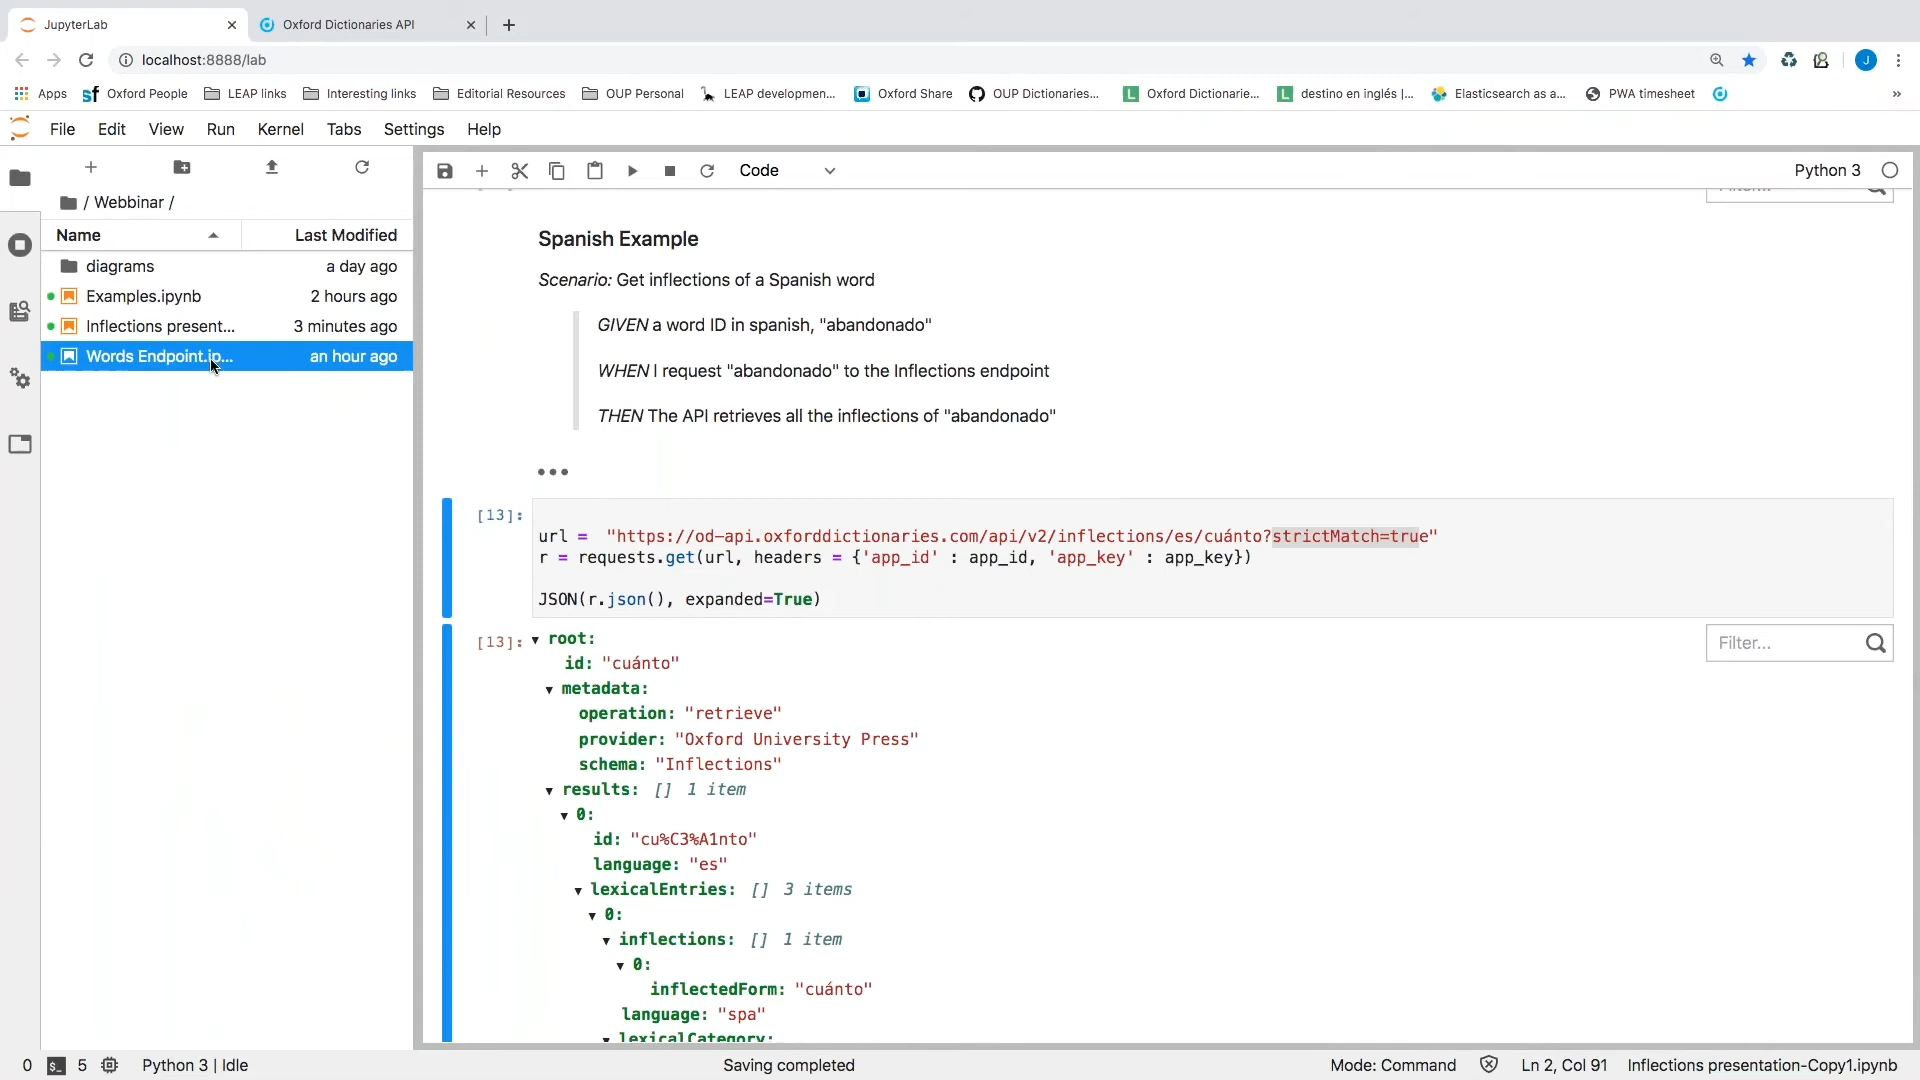 JupyterLab
Oxford Dictionaries API
localhost:8888/lab
J
Apps
Oxford People
LEAP links
Interesting links
Editorial Resources
OUP Personal
LEAP developmen...
Oxford Share
OUP Dictionaries...
Oxford Dictionarie...
destino en inglés |...
Elasticsearch as a...
PWA timesheet
»
File Edit View Run Kernel Tabs Settings Help
/ Webbinar /
Name Last Modified
diagrams a day ago
Examples.ipynb 2 hours ago
Inflections present... 3 minutes ago
Words Endpoint.ip... an hour ago
Code
Python 3
Spanish Example
Scenario: Get inflections of a Spanish word
GIVEN a word ID in spanish, "abandonado"
WHEN I request "abandonado" to the Inflections endpoint
THEN The API retrieves all the inflections of "abandonado"
[13]:
url = "https://od-api.oxforddictionaries.com/api/v2/inflections/es/cuánto?strictMatch=true"
r = requests.get(url, headers = {'app_id' : app_id, 'app_key' : app_key})
JSON(r.json(), expanded=True)
[13]:
Filter...
root:
id: "cuánto"
metadata:
operation: "retrieve"
provider: "Oxford University Press"
schema: "Inflections"
results: [] 1 item
0:
id: "cu%C3%A1nto"
language: "es"
lexicalEntries: [] 3 items
0:
inflections: [] 1 item
0:
inflectedForm: "cuánto"
language: "spa"
lexicalCategory:
0 $_ 5 Python 3 | Idle
Saving completed
Mode: Command
Ln 2, Col 91
Inflections presentation-Copy1.ipynb